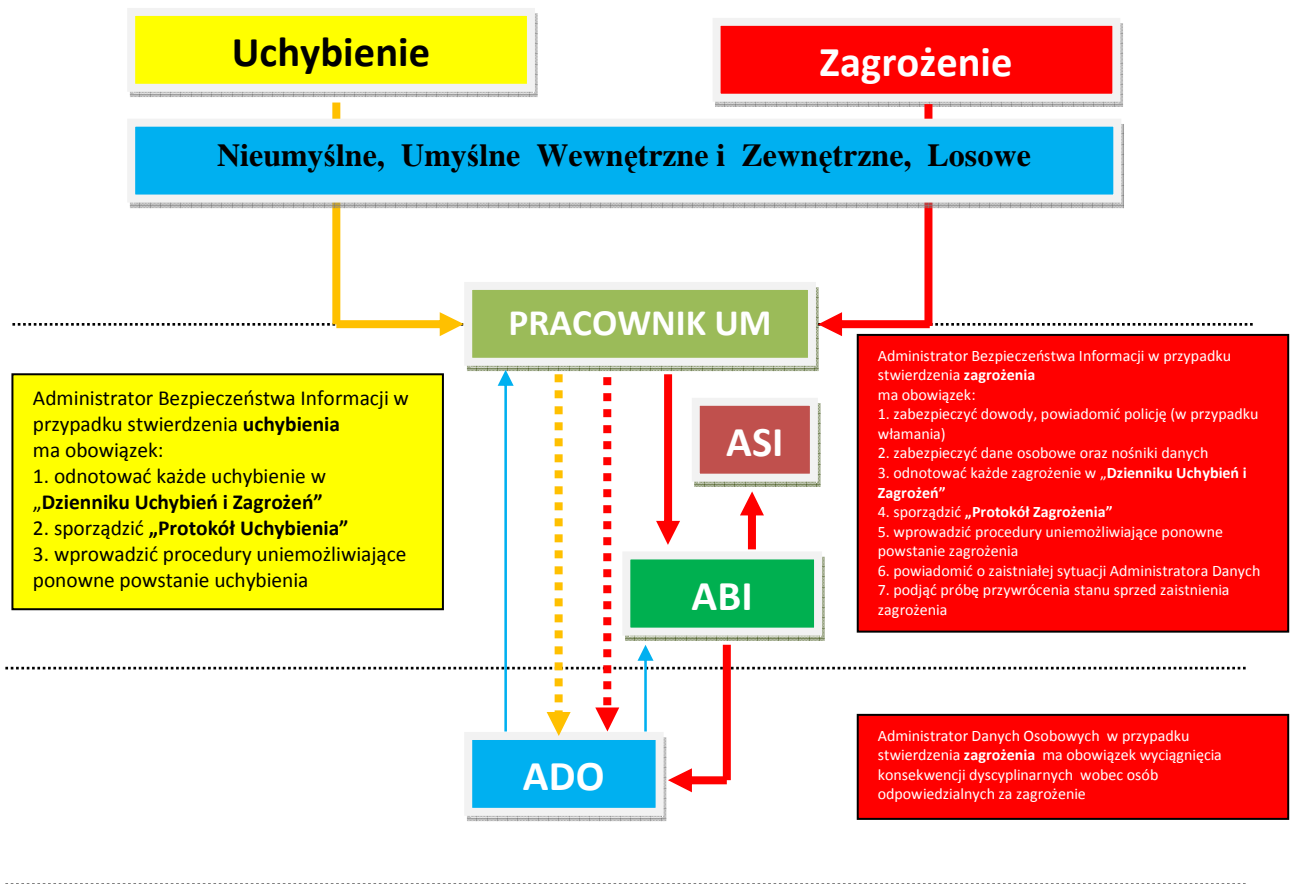 Uchybienie
Zagrożenie
Nieumyślne, Umyślne Wewnętrzne i Zewnętrzne, Losowe
PRACOWNIK UM
Administrator Bezpieczeństwa Informacji w
przypadku stwierdzenia uchybienia
ma obowiązek:
1. odnotować każde uchybienie w
„Dzienniku Uchybień i Zagrożeń”
2. sporządzić „Protokół Uchybienia”
3. wprowadzić procedury uniemożliwiające
ponowne powstanie uchybienia
ASI
ABI
Administrator Bezpieczeństwa Informacji w przypadku
stwierdzenia zagrożenia
ma obowiązek:
1. zabezpieczyć dowody, powiadomić policję (w przypadku
włamania)
2. zabezpieczyć dane osobowe oraz nośniki danych
3. odnotować każde zagrożenie w „Dzienniku Uchybień i
Zagrożeń”
4. sporządzić „Protokół Zagrożenia”
5. wprowadzić procedury uniemożliwiające ponowne
powstanie zagrożenia
6. powiadomić o zaistniałej sytuacji Administratora Danych
7. podjąć próbę przywrócenia stanu sprzed zaistnienia
zagrożenia
ADO
Administrator Danych Osobowych w przypadku
stwierdzenia zagrożenia ma obowiązek wyciągnięcia
konsekwencji dyscyplinarnych wobec osób
odpowiedzialnych za zagrożenie